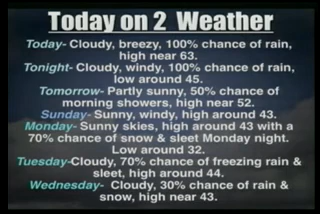 Today on 2 Weather
Today- Cloudy, breezy, 100% chance of rain,
high near 63.
Tonight- Cloudy, windy, 100% chance of rain,
low around 45.
Tomorrow- Partly sunny, 50% chance of
morning showers, high near 52.
Sunday- Sunny, windy, high around 43.
Monday- Sunny skies, high around 43 with a
70% chance of snow & sleet Monday night.
Low around 32.
Tuesday-Cloudy, 70% chance of freezing rain &
sleet, high around 44.
Wednesday- Cloudy, 30% chance of rain &
snow, high near 43.